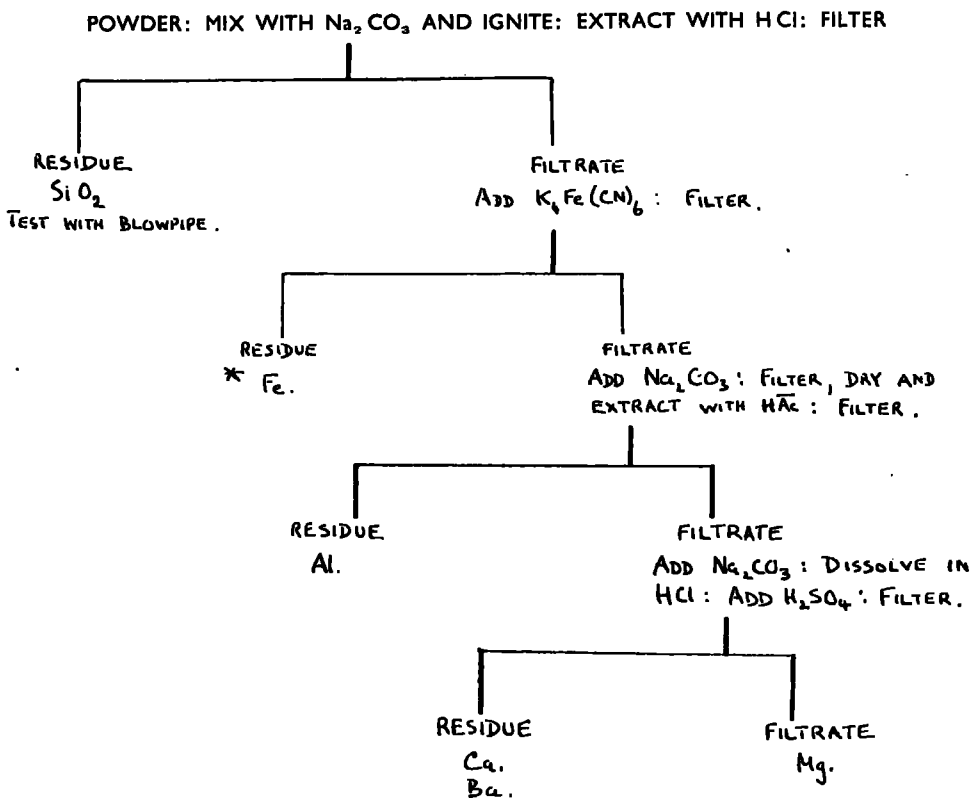 POWDER: MIX WITH Na₂CO₃ AND IGNITE: EXTRACT WITH HCl: FILTER
RESIDUE
SiO₂
TEST WITH BLOWPIPE.
FILTRATE
ADD K₄Fe(CN)₆ : FILTER.
RESIDUE
* Fe.
FILTRATE
ADD Na₂CO₃ : FILTER, DRY AND
EXTRACT WITH HAc : FILTER.
RESIDUE
Al.
FILTRATE
ADD Na₂CO₃ : DISSOLVE IN
HCl : ADD H₂SO₄ : FILTER.
RESIDUE
Ca.
Ba.
FILTRATE
Mg.